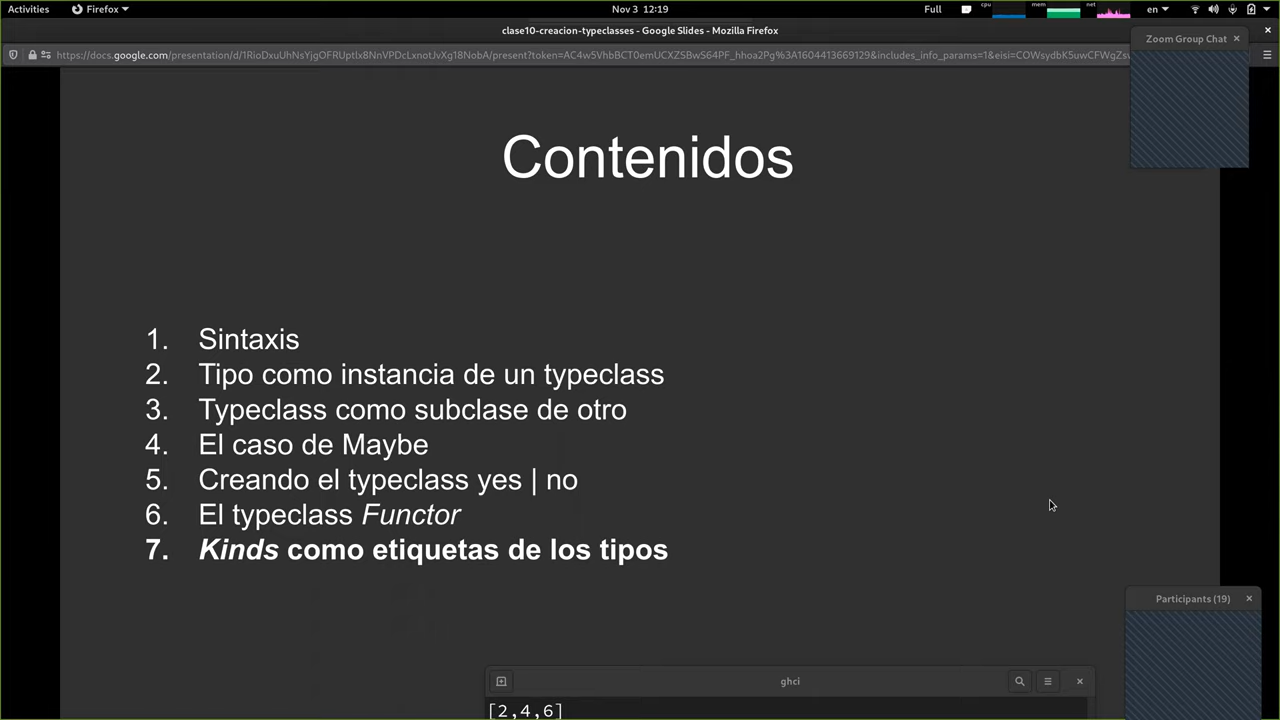 Activities
Firefox
Nov 3 12:19
Full
cpu
mem
net
en
clase10-creacion-typeclasses - Google Slides - Mozilla Firefox
Zoom Group Chat
Contenidos
1. Sintaxis
2. Tipo como instancia de un typeclass
3. Typeclass como subclase de otro
4. El caso de Maybe
5. Creando el typeclass yes | no
6. El typeclass Functor
7. Kinds como etiquetas de los tipos
Participants (19)
ghci
[2,4,6]